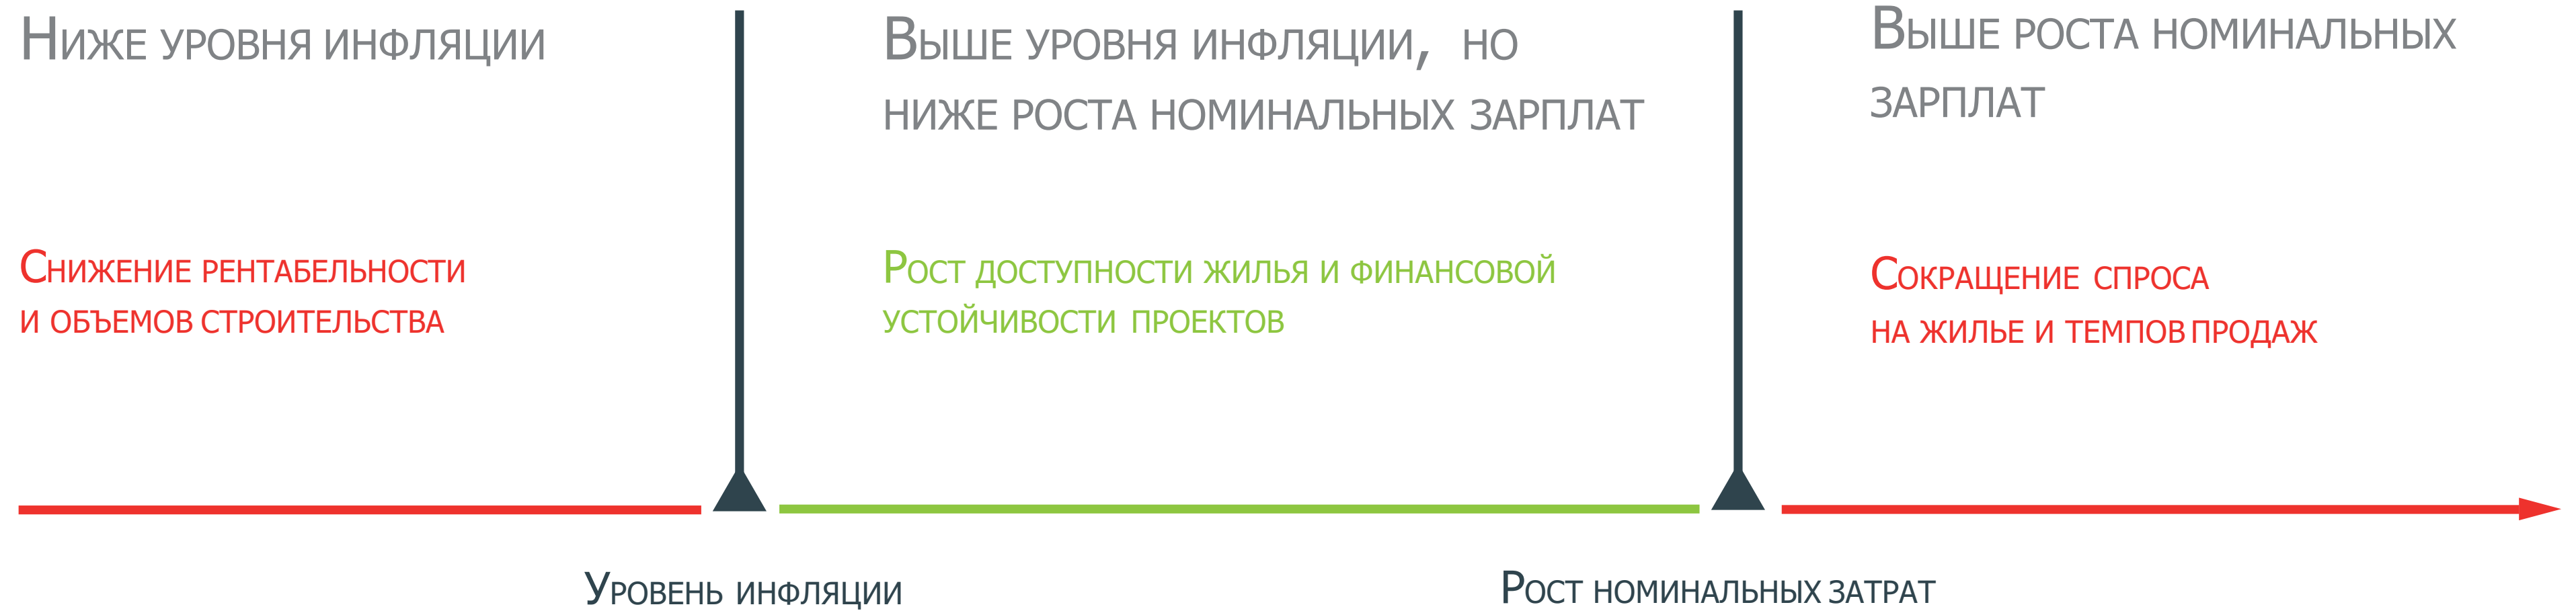 Ниже уровня инфляции
Выше уровня инфляции, но
ниже роста номинальных зарплат
Выше роста номинальных
зарплат
Снижение рентабельности
и объемов строительства
Рост доступности жилья и финансовой
устойчивости проектов
Сокращение спроса
на жилье и темпов продаж
Уровень инфляции
Рост номинальных затрат